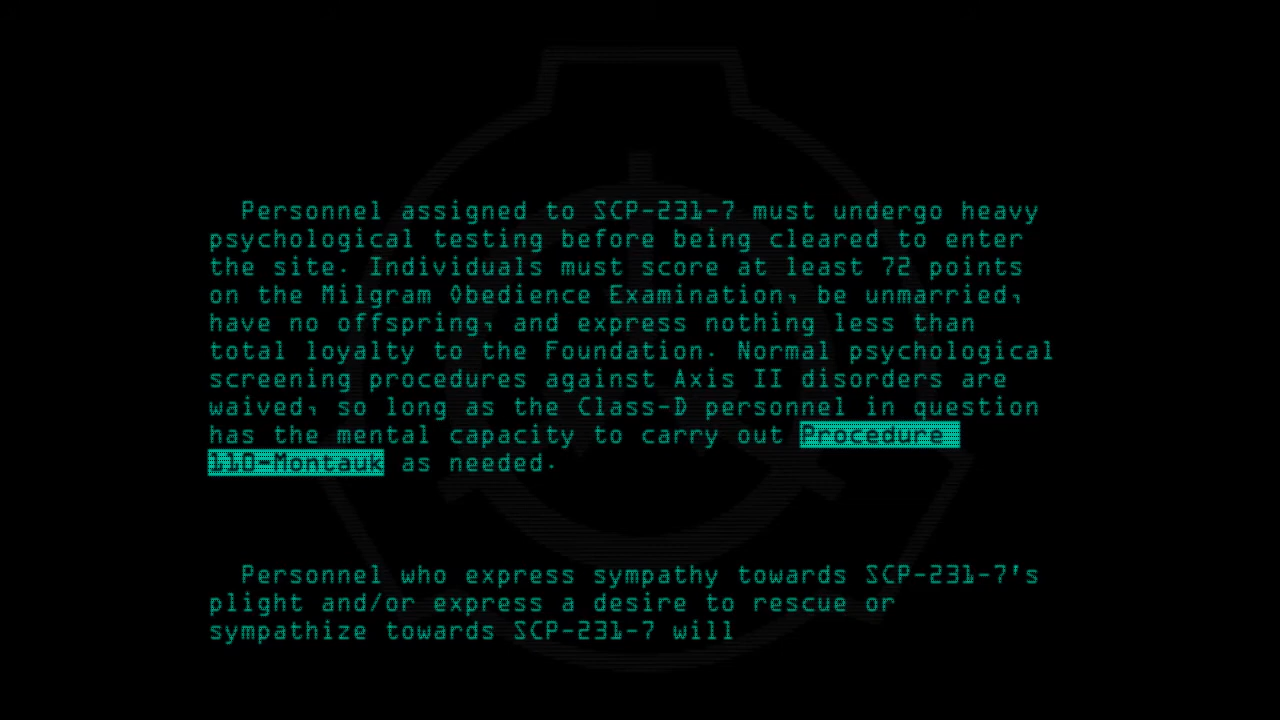 Personnel assigned to SCP-231-7 must undergo heavy
psychological testing before being cleared to enter
the site. Individuals must score at least 72 points
on the Milgram Obedience Examination, be unmarried,
have no offspring, and express nothing less than
total loyalty to the Foundation. Normal psychological
screening procedures against Axis II disorders are
waived, so long as the Class-D personnel in question
has the mental capacity to carry out Procedure
110-Montauk as needed.
Personnel who express sympathy towards SCP-231-7's
plight and/or express a desire to rescue or
sympathize towards SCP-231-7 will